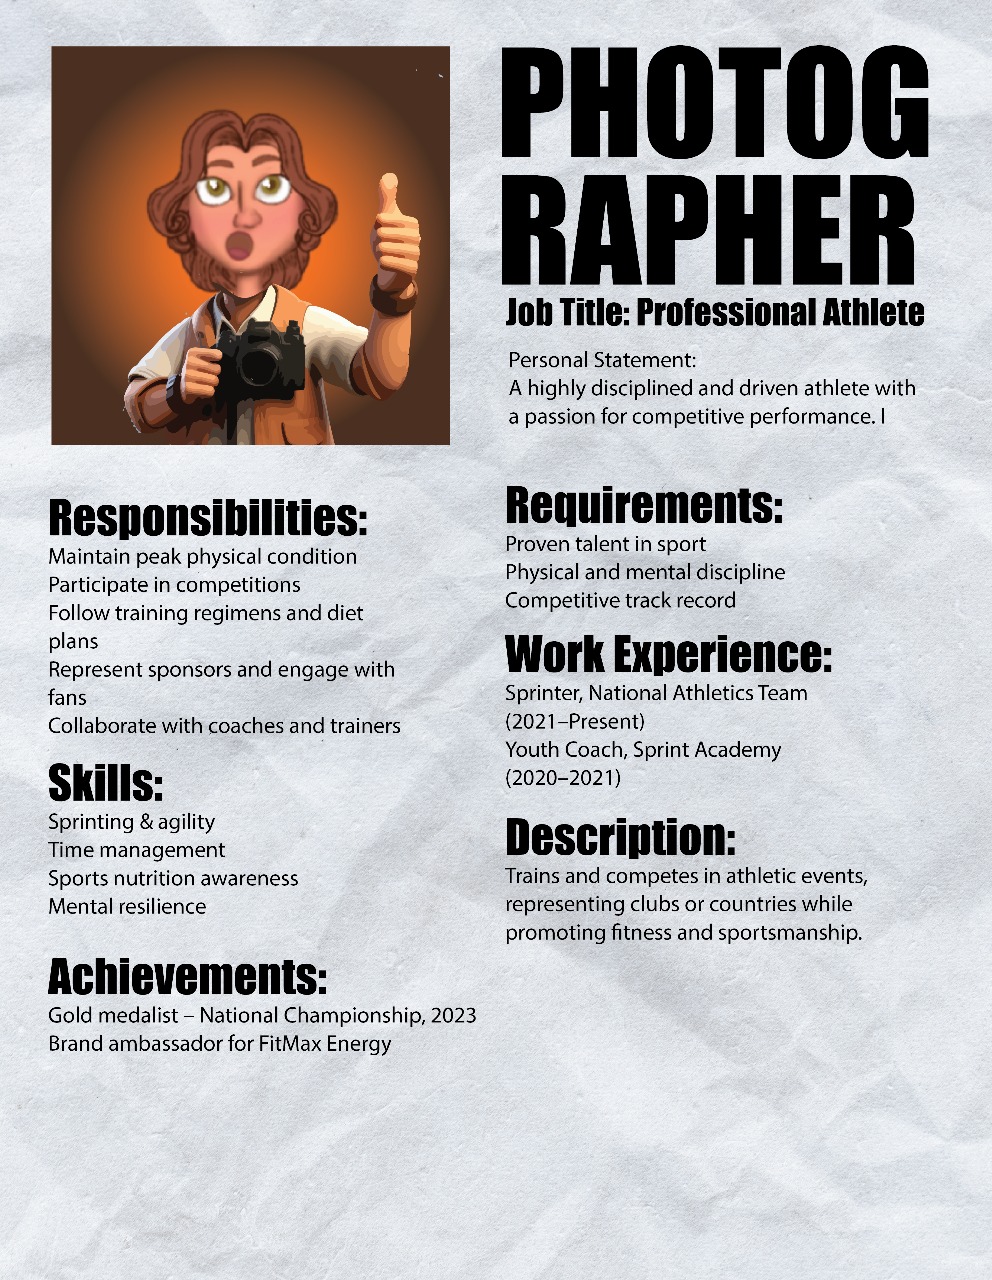 PHOTOG
RAPHER
Job Title: Professional Athlete
Personal Statement:
A highly disciplined and driven athlete with
a passion for competitive performance. I
Responsibilities:
Maintain peak physical condition
Participate in competitions
Follow training regimens and diet
plans
Represent sponsors and engage with
fans
Collaborate with coaches and trainers
Skills:
Sprinting & agility
Time management
Sports nutrition awareness
Mental resilience
Achievements:
Gold medalist – National Championship, 2023
Brand ambassador for FitMax Energy
Requirements:
Proven talent in sport
Physical and mental discipline
Competitive track record
Work Experience:
Sprinter, National Athletics Team
(2021–Present)
Youth Coach, Sprint Academy
(2020–2021)
Description:
Trains and competes in athletic events,
representing clubs or countries while
promoting fitness and sportsmanship.